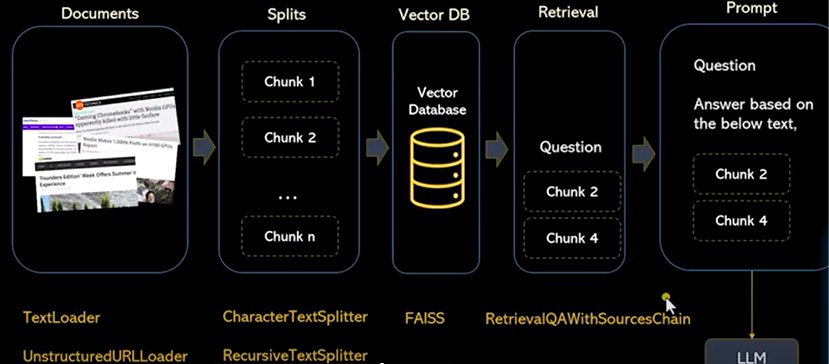 Documents
Splits
Vector DB
Retrieval
Prompt
Chunk 1
Chunk 2
...
Chunk n
Vector
Database
Question
Chunk 2
Chunk 4
Question
Answer based on
the below text,
Chunk 2
Chunk 4
"Gaming Chromebooks" with Nvidia GPUs
apparently killed with little fanfare
Nvidia Makes 1,000% Profit on H100 GPUs:
Report
'Founders Edition' Week Offers Summer
Experience
TextLoader
CharacterTextSplitter
FAISS
RetrievalQAWithSourcesChain
UnstructuredURLLoader
RecursiveTextSplitter
LLM